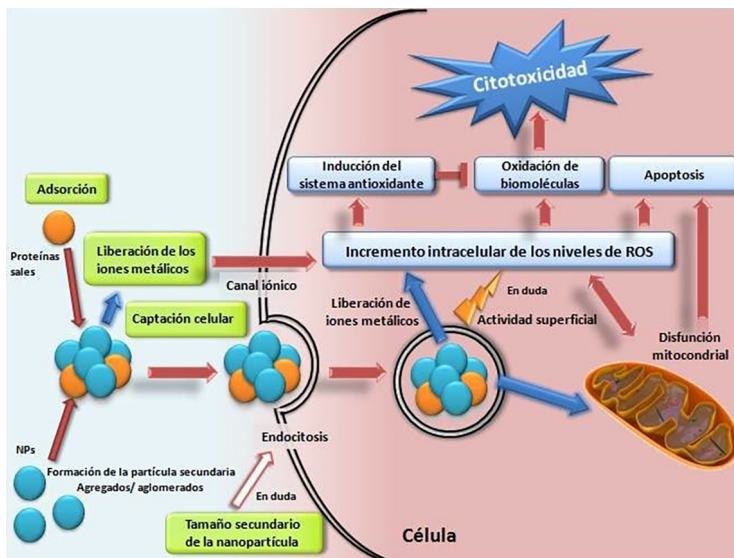 Citotoxicidad
Inducción del
sistema antioxidante
Oxidación de
biomoléculas
Apoptosis
Adsorción
Proteínas
sales
Liberación de los
iones metálicos
Canal iónico
Incremento intracelular de los niveles de ROS
Captación celular
Liberación de
iones metálicos
En duda
Actividad superficial
Disfunción
mitocondrial
NPs
Formación de la partícula secundaria
Agregados/ aglomerados
Endocitosis
En duda
Tamaño secundario
de la nanopartícula
Célula